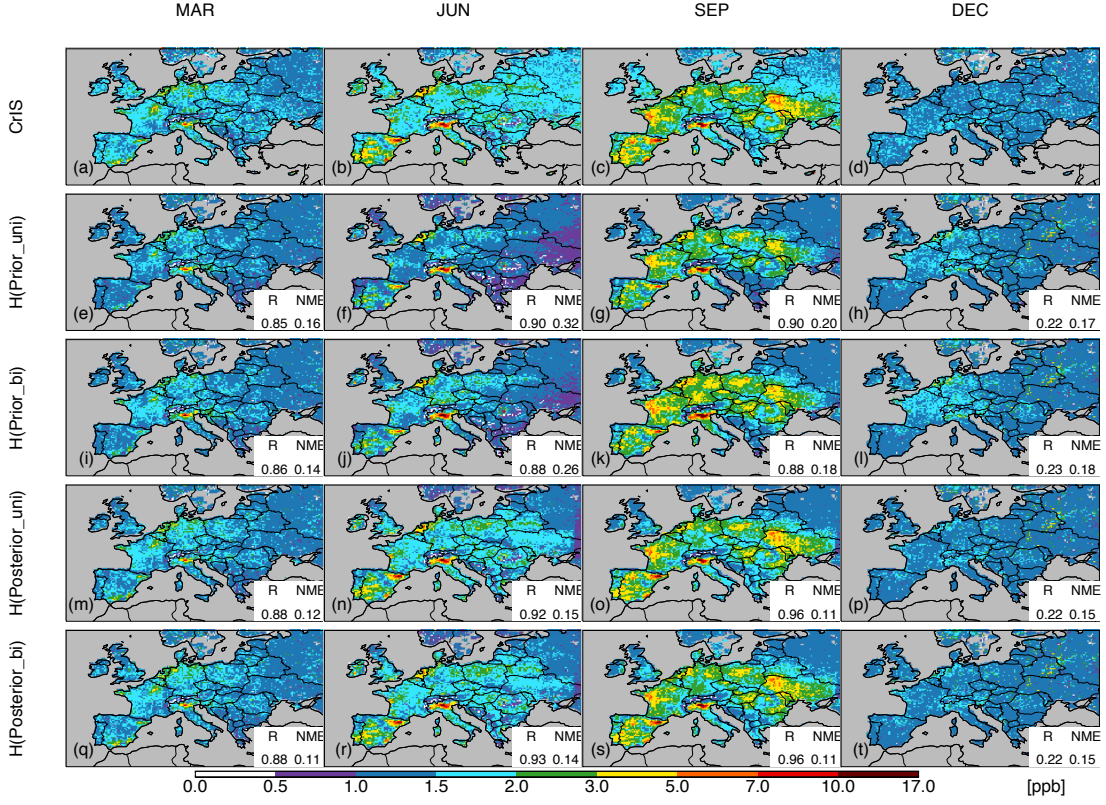 MAR JUN SEP DEC
CrIS
(a) (b) (c) (d)
H(Prior_uni)
R NME R NME R NME R NME
(e) 0.85 0.16 (f) 0.90 0.32 (g) 0.90 0.20 (h) 0.22 0.17
H(Prior_bi)
R NME R NME R NME R NME
(i) 0.86 0.14 (j) 0.88 0.26 (k) 0.88 0.18 (l) 0.23 0.18
H(Posterior_uni)
R NME R NME R NME R NME
(m) 0.88 0.12 (n) 0.92 0.15 (o) 0.96 0.11 (p) 0.22 0.15
H(Posterior_bi)
R NME R NME R NME R NME
(q) 0.88 0.11 (r) 0.93 0.14 (s) 0.96 0.11 (t) 0.22 0.15
0.0 0.5 1.0 1.5 2.0 3.0 5.0 7.0 10.0 17.0 [ppb]